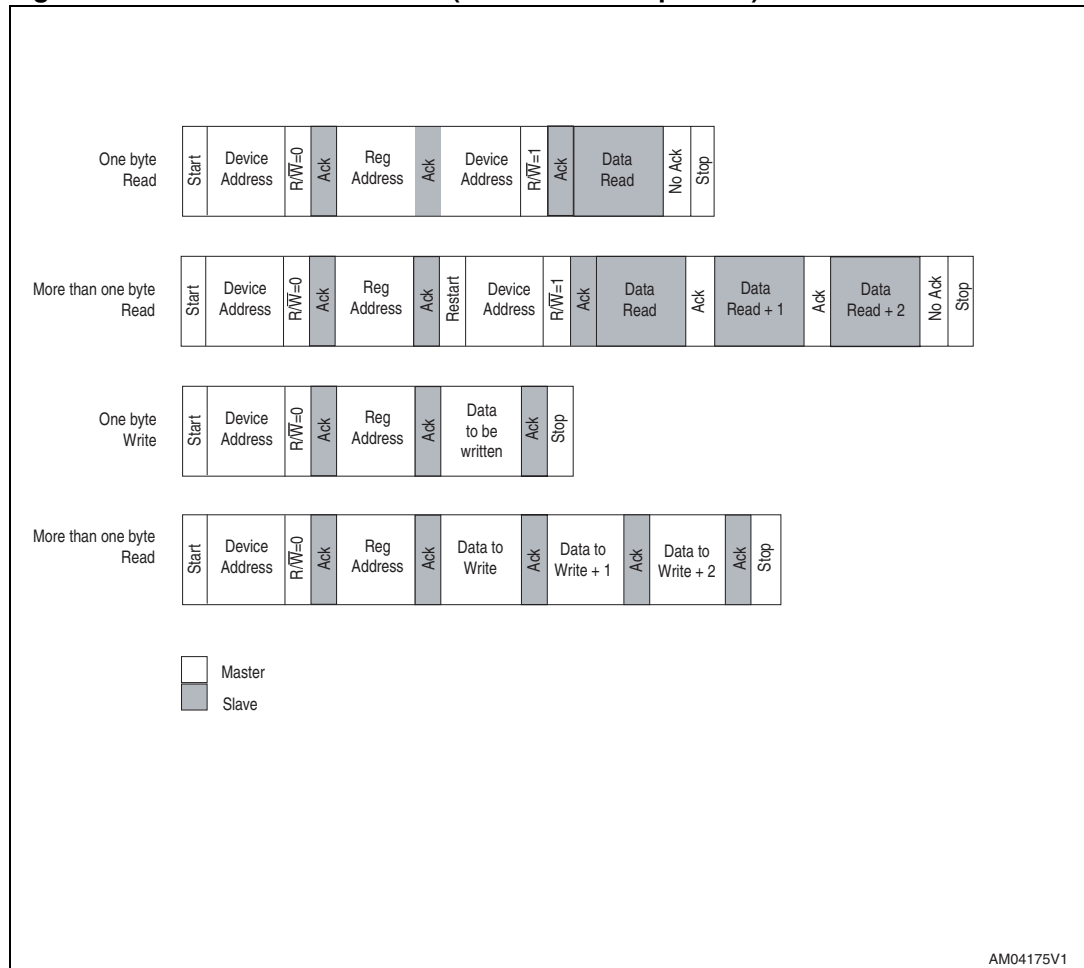 One byte
Read
Start
Device
Address
R/W̅=0
Ack
Reg
Address
Ack
Device
Address
R/W̅=1
Ack
Data
Read
No Ack
Stop
More than one byte
Read
Start
Device
Address
R/W̅=0
Ack
Reg
Address
Ack
Restart
Device
Address
R/W̅=1
Ack
Data
Read
Ack
Data
Read + 1
Ack
Data
Read + 2
No Ack
Stop
One byte
Write
Start
Device
Address
R/W̅=0
Ack
Reg
Address
Ack
Data
to be
written
Ack
Stop
More than one byte
Read
Start
Device
Address
R/W̅=0
Ack
Reg
Address
Ack
Data to
Write
Ack
Data to
Write + 1
Ack
Data to
Write + 2
Ack
Stop
Master
Slave
AM04175V1